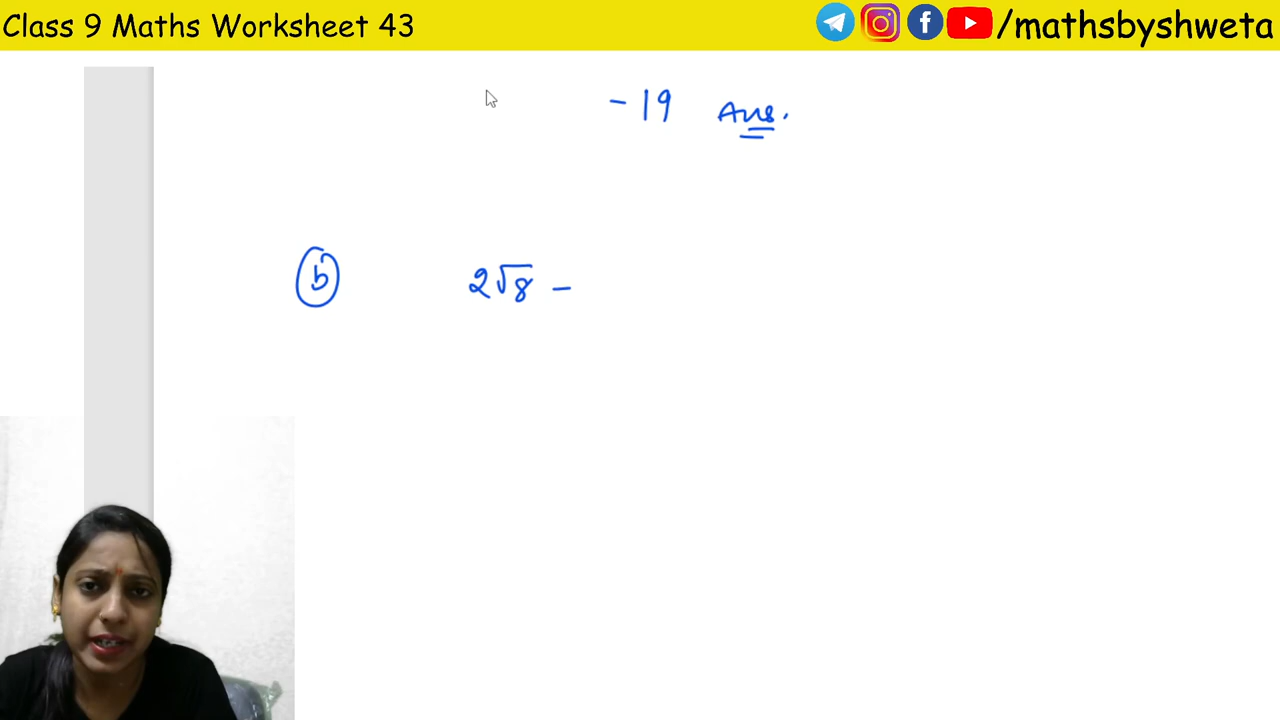 Class 9 Maths Worksheet 43
/mathsbyshweta
- 19 Ans.
b 2√8 -